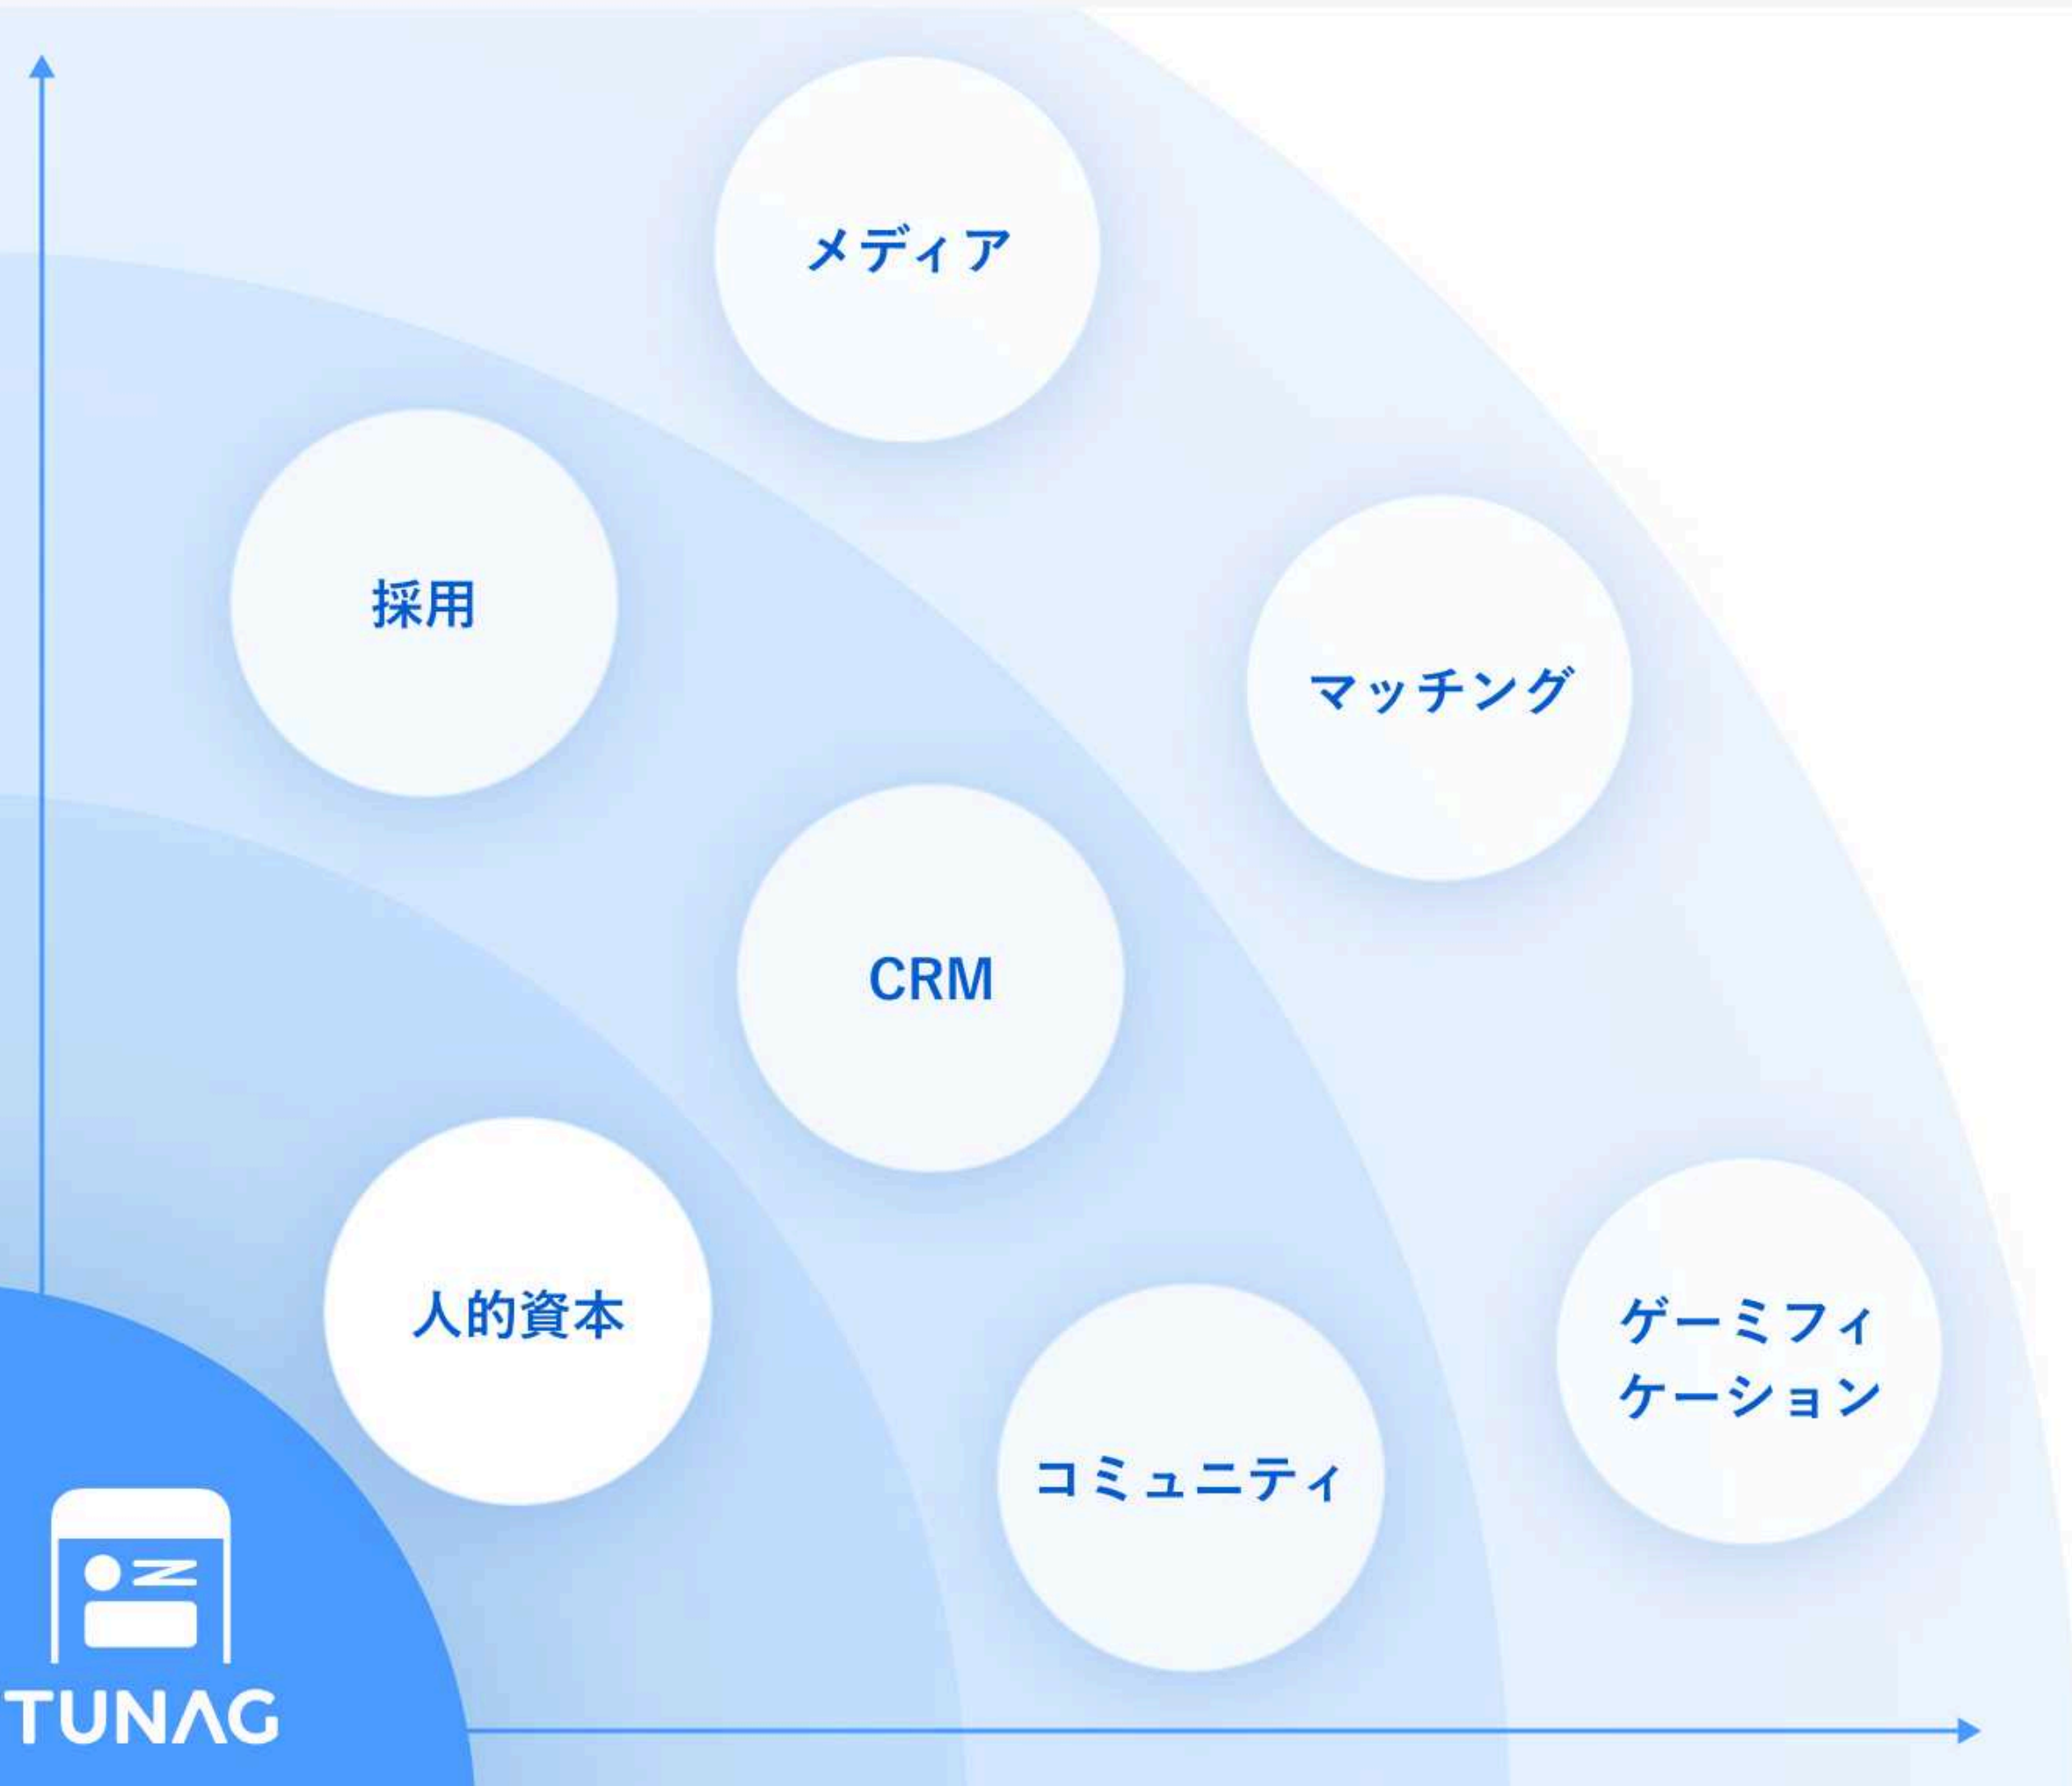 メディア
採用
マッチング
CRM
人的資本
ゲーミフィ
ケーション
コミュニティ
TUNAG